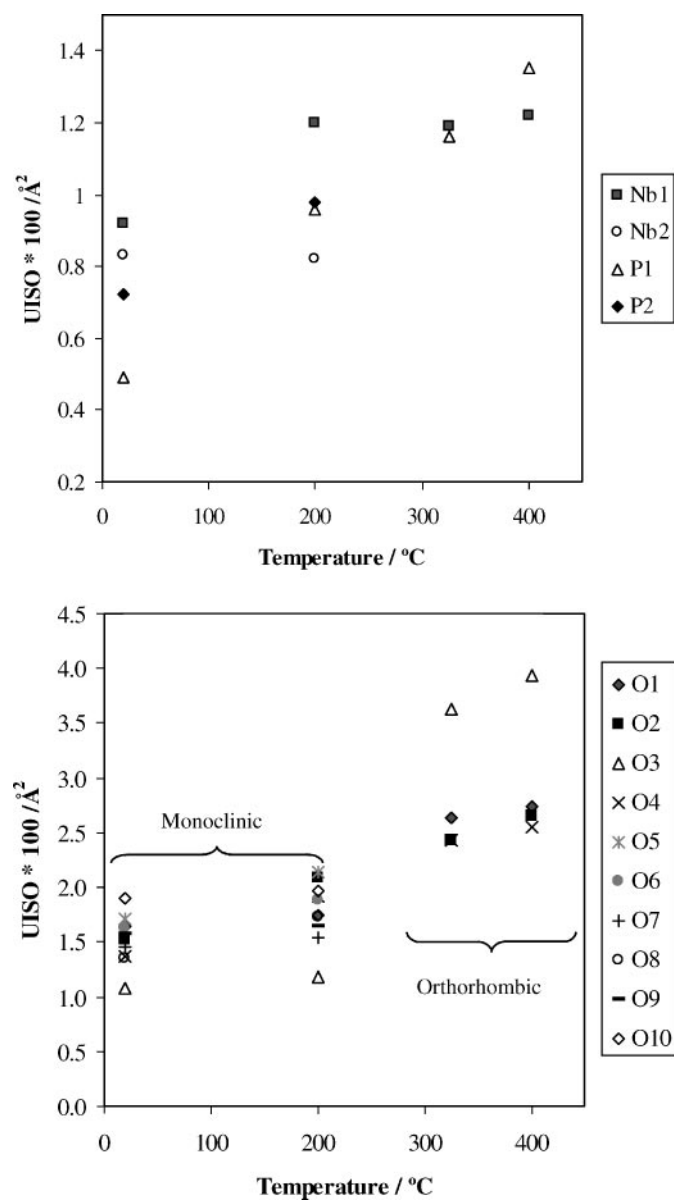 1.4
1.2
1
0.8
0.6
0.4
0.2
UISO * 100 /Å²
0 100 200 300 400
Temperature / ºC
Nb1
Nb2
P1
P2
4.5
4.0
3.5
3.0
2.5
2.0
1.5
1.0
0.5
0.0
UISO * 100 /Å²
Monoclinic
Orthorhombic
0 100 200 300 400
Temperature / ºC
O1
O2
O3
O4
O5
O6
O7
O8
O9
O10